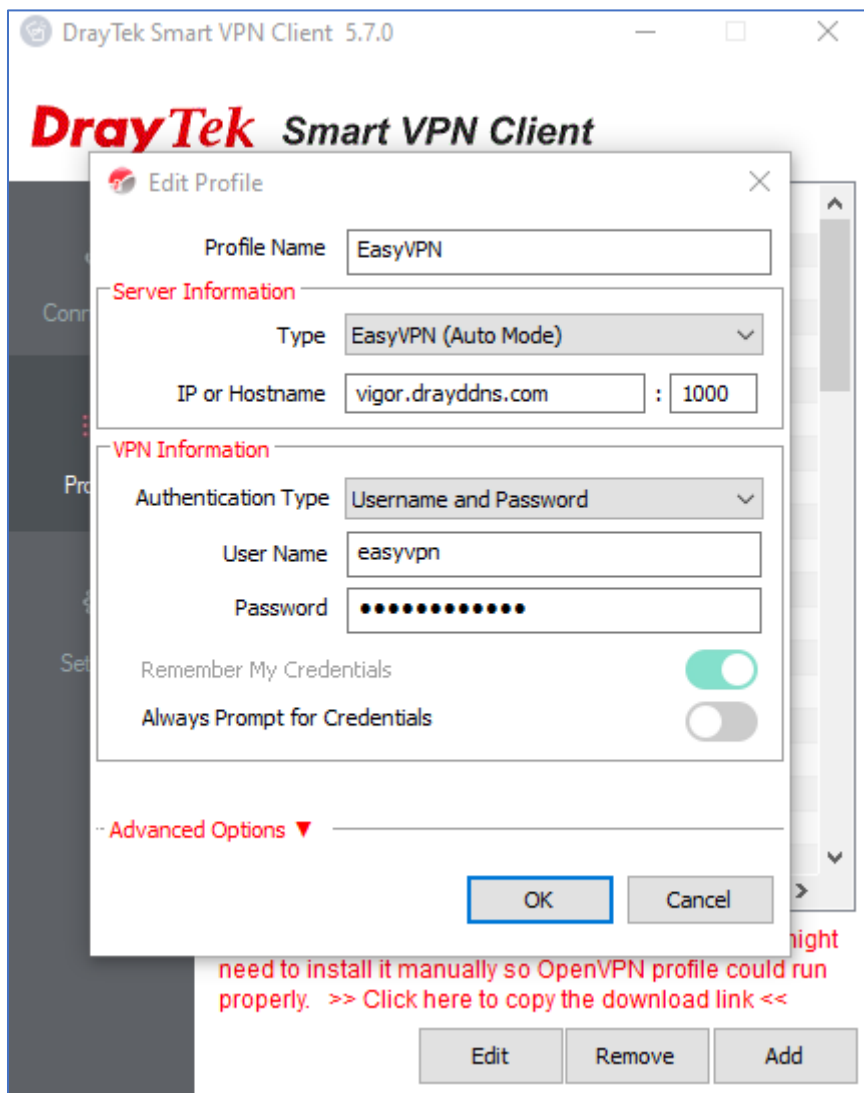 DrayTek Smart VPN Client 5.7.0
DrayTek Smart VPN Client
Edit Profile
Profile Name EasyVPN
Server Information
Type EasyVPN (Auto Mode)
IP or Hostname vigor.drayddns.com : 1000
VPN Information
Authentication Type Username and Password
User Name easyvpn
Password ••••••••••••
Remember My Credentials
Always Prompt for Credentials
Advanced Options ▼
OK Cancel
need to install it manually so OpenVPN profile could run
properly. >> Click here to copy the download link <<
Edit Remove Add